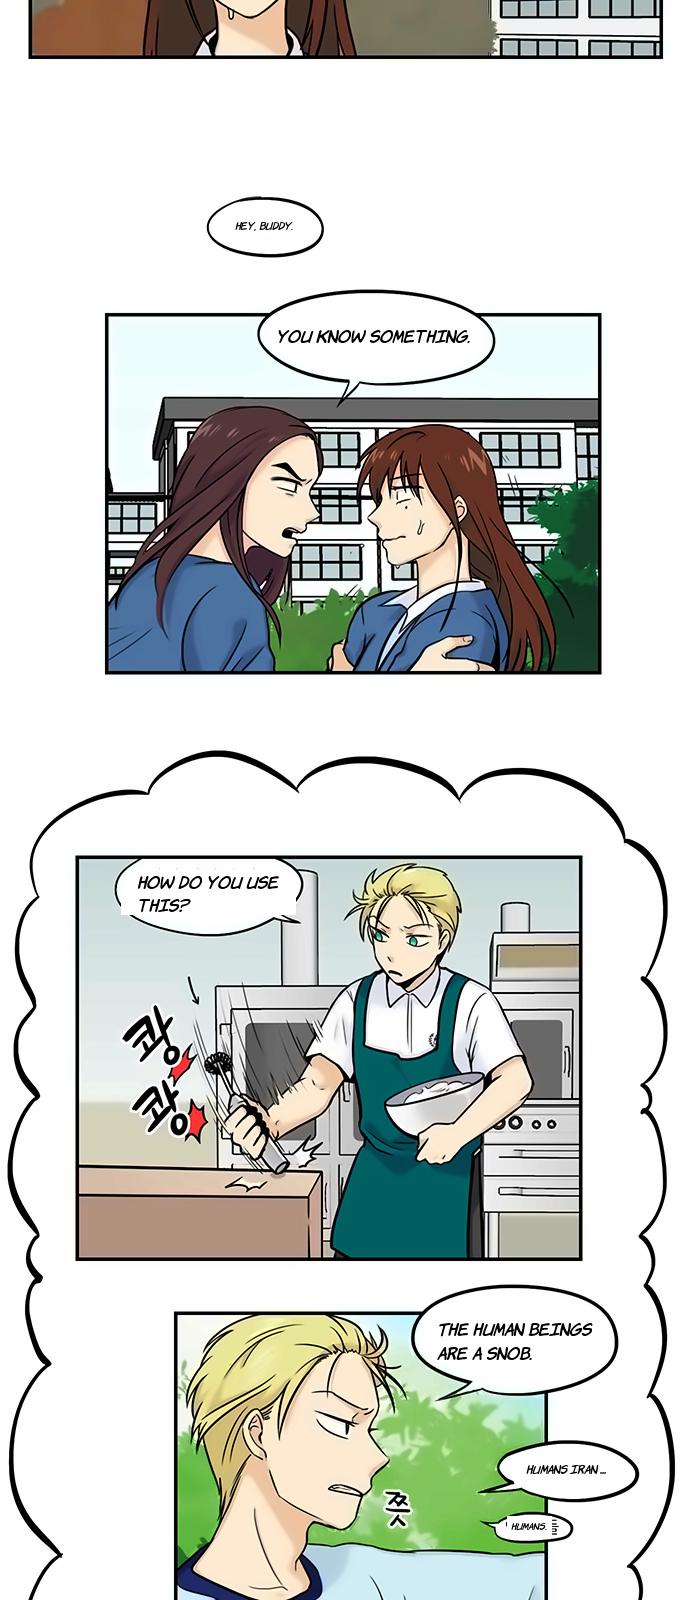 HEY, BUDDY.
YOU KNOW SOMETHING.
HOW DO YOU USE
THIS?
쾅
쾅
THE HUMAN BEINGS
ARE A SNOB.
HUMANS IRAN ...
쯧
HUMANS.